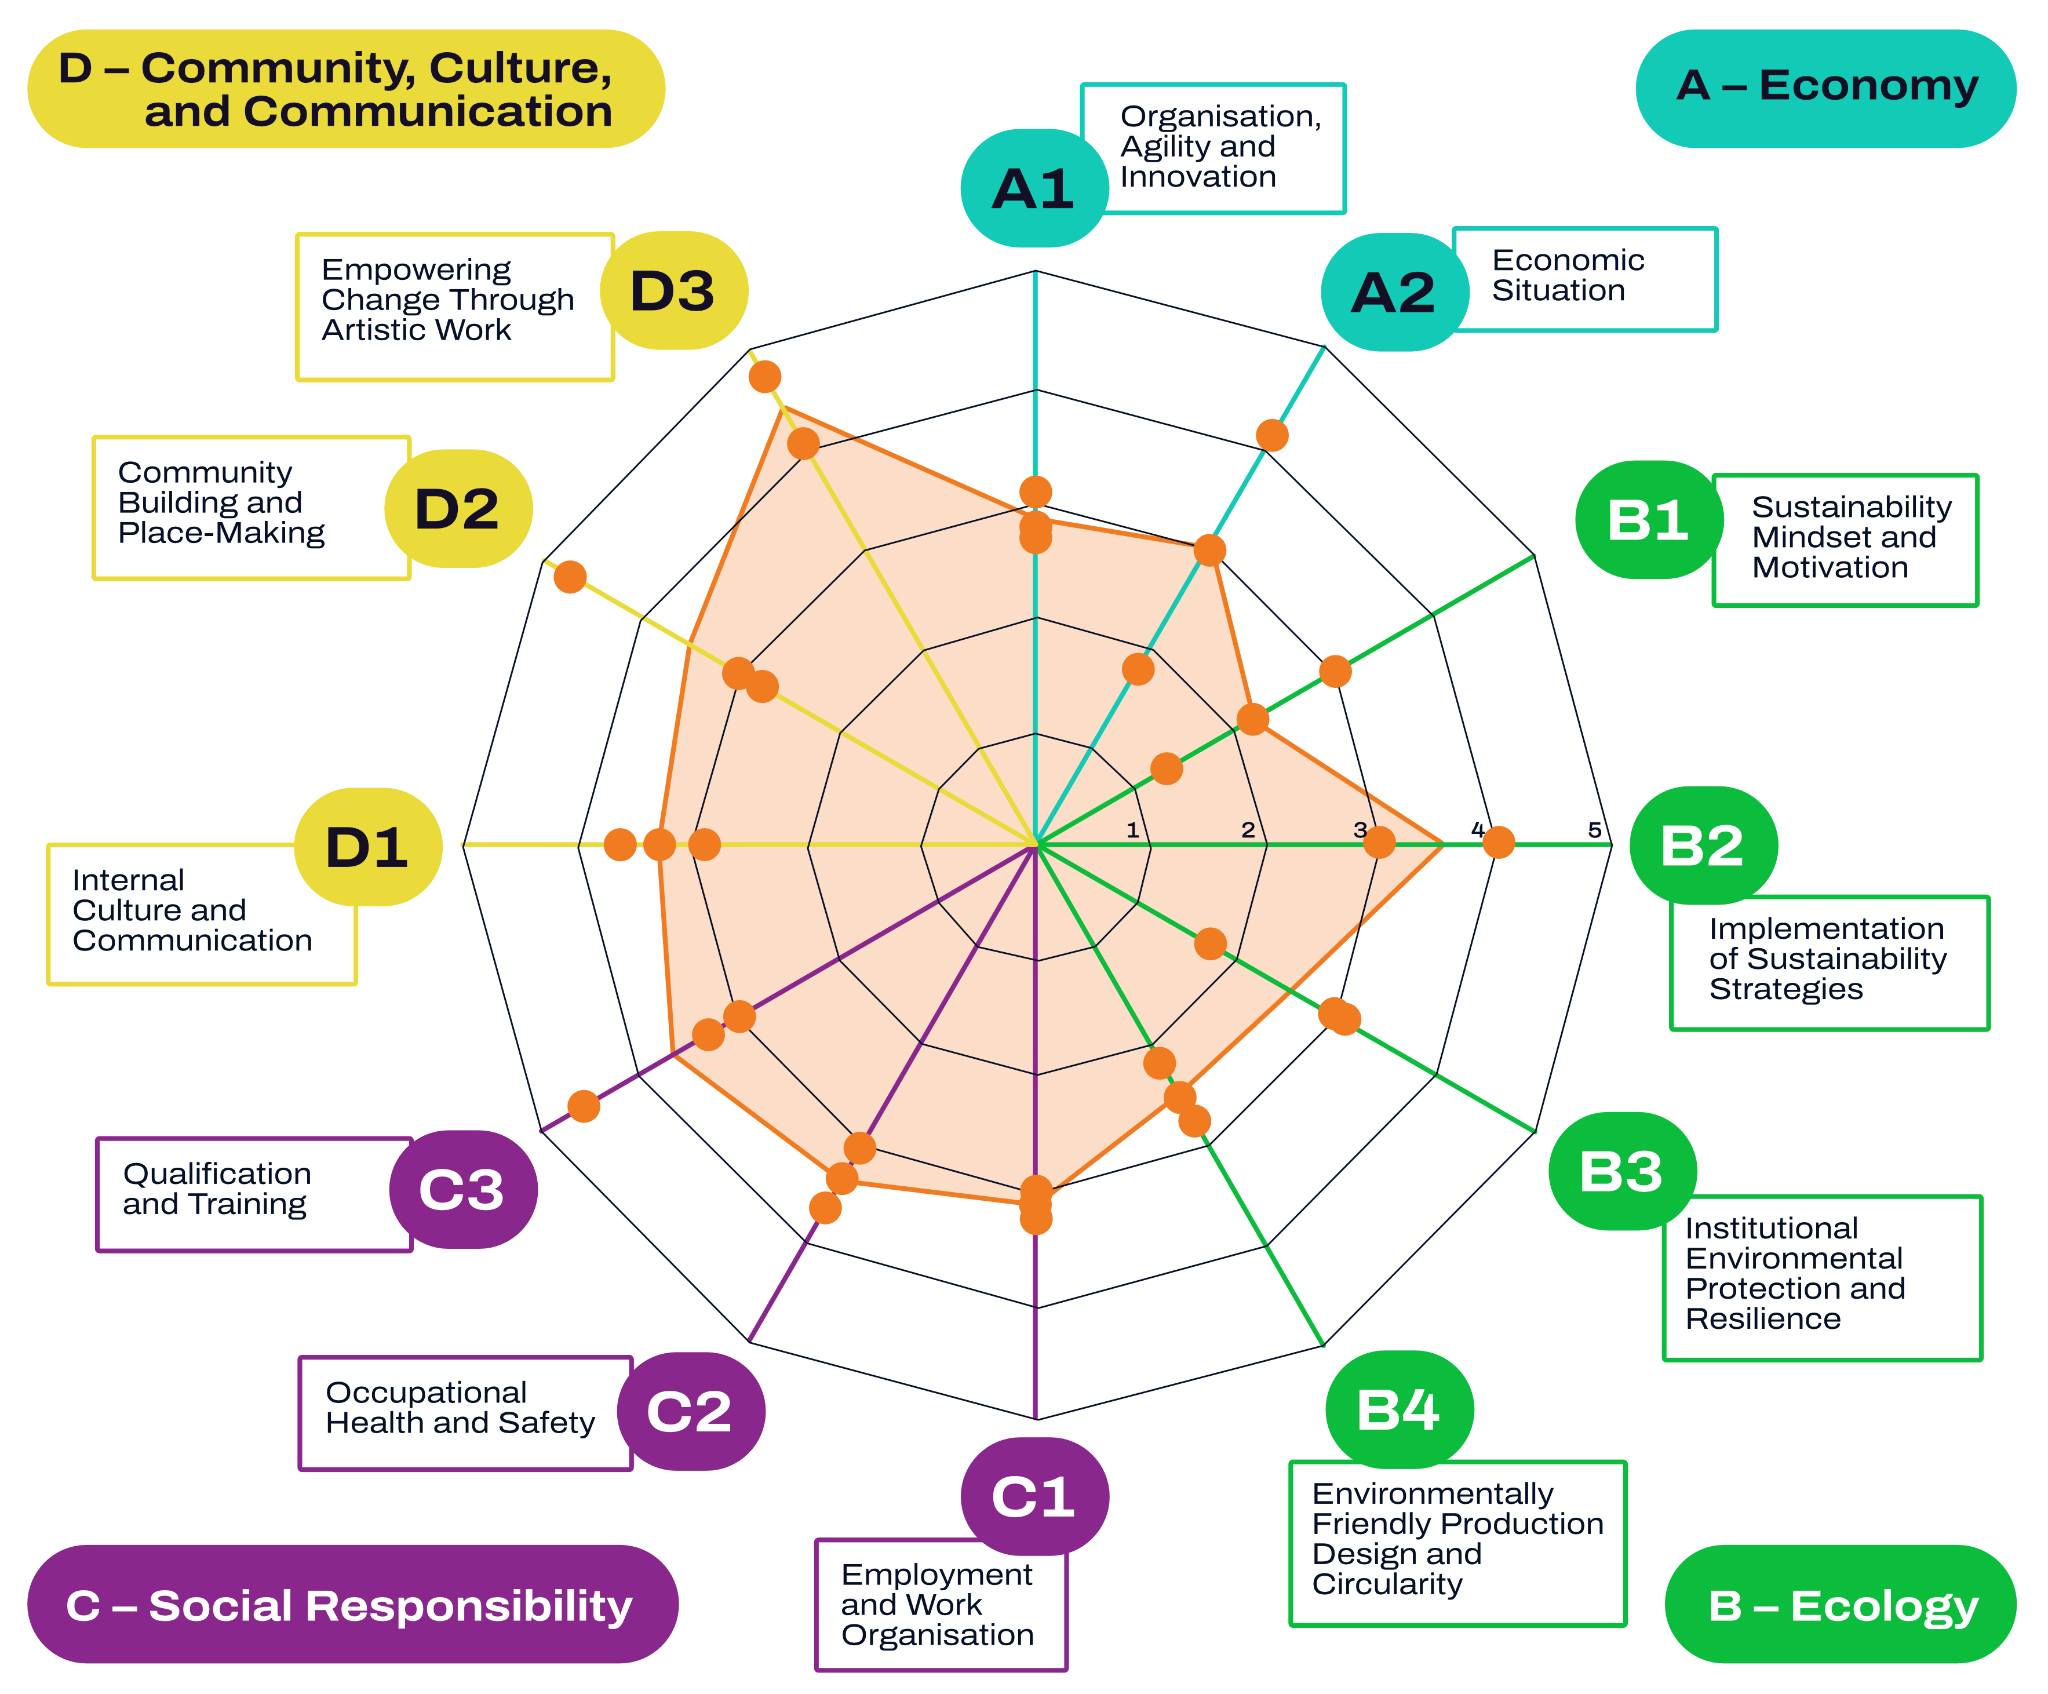 D – Community, Culture,
and Communication
A – Economy
A1
Organisation,
Agility and
Innovation
A2
Economic
Situation
D3
Empowering
Change Through
Artistic Work
D2
Community
Building and
Place-Making
B1
Sustainability
Mindset and
Motivation
1
2
3
4
5
D1
Internal
Culture and
Communication
B2
Implementation
of Sustainability
Strategies
C3
Qualification
and Training
B3
Institutional
Environmental
Protection and
Resilience
C2
Occupational
Health and Safety
B4
Environmentally
Friendly Production
Design and
Circularity
C1
Employment
and Work
Organisation
C – Social Responsibility
B – Ecology